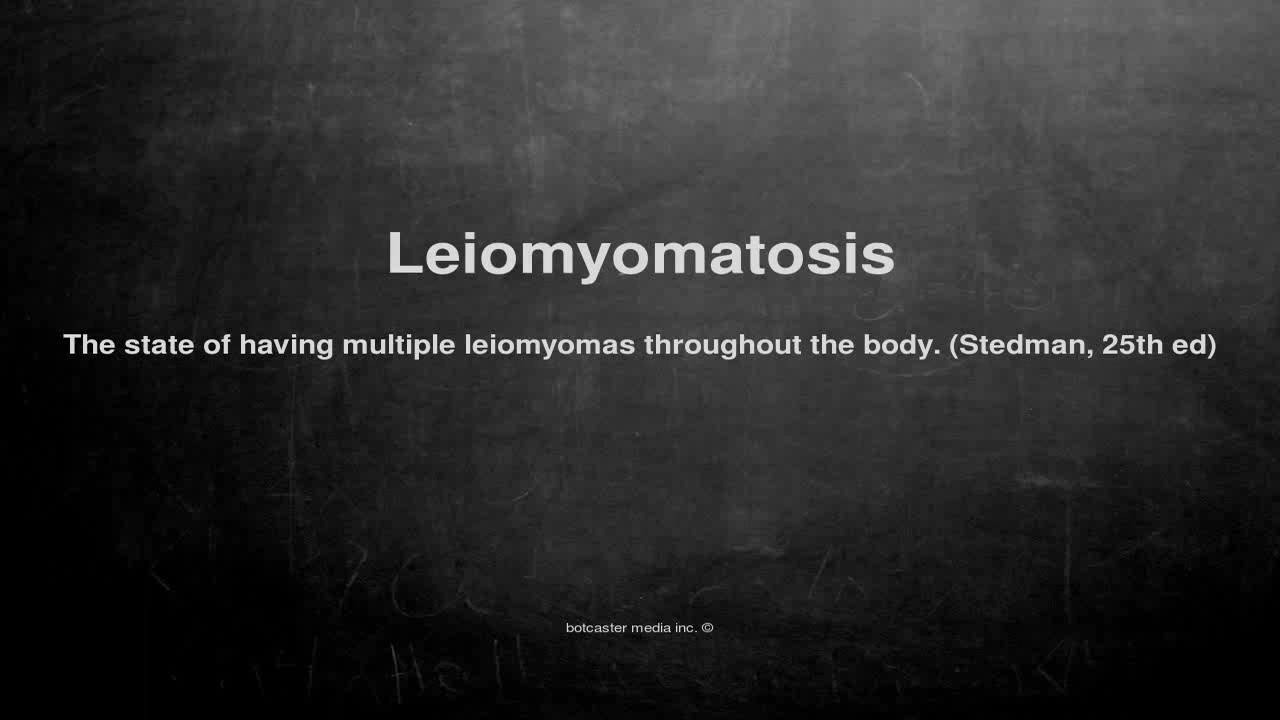 Leiomyomatosis
The state of having multiple leiomyomas throughout the body. (Stedman, 25th ed)
botcaster media inc. ©